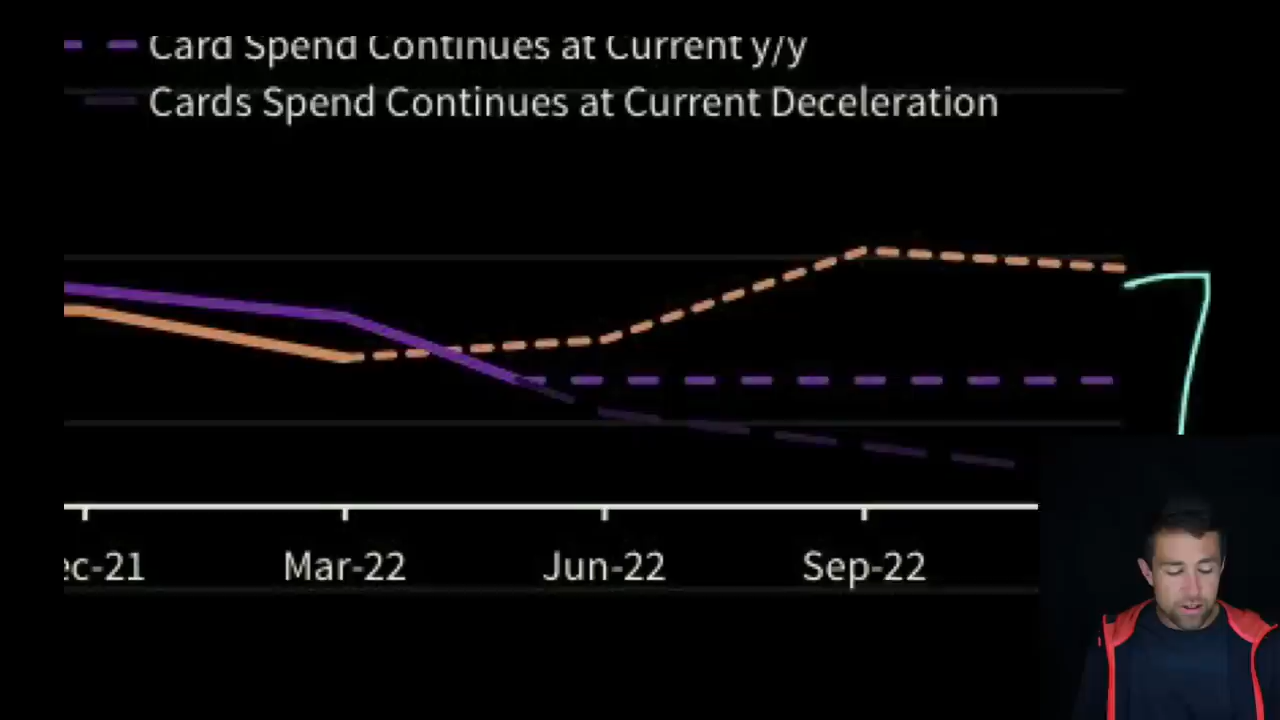 Card Spend Continues at Current y/y
Cards Spend Continues at Current Deceleration
ec-21 Mar-22 Jun-22 Sep-22